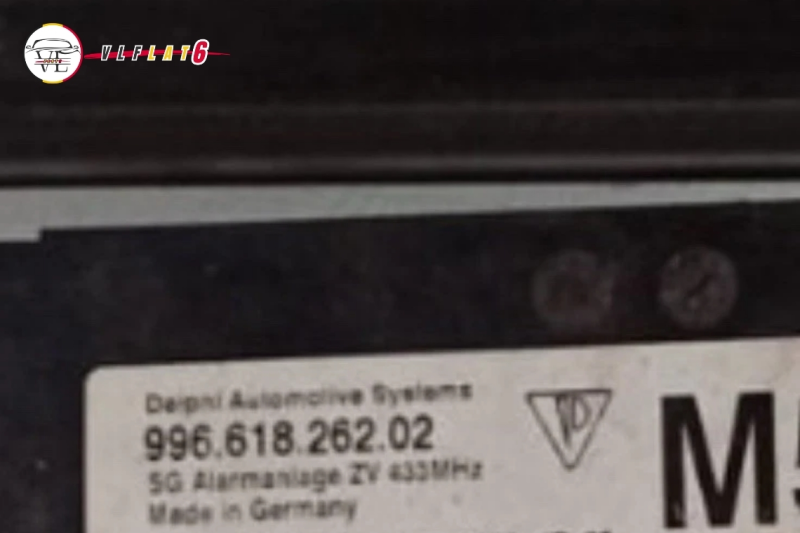 VLFLAT6
Delphi Automotive Systems
996.618.262.02
SG Alarmanlage ZV 433MHz
Made in Germany
M5